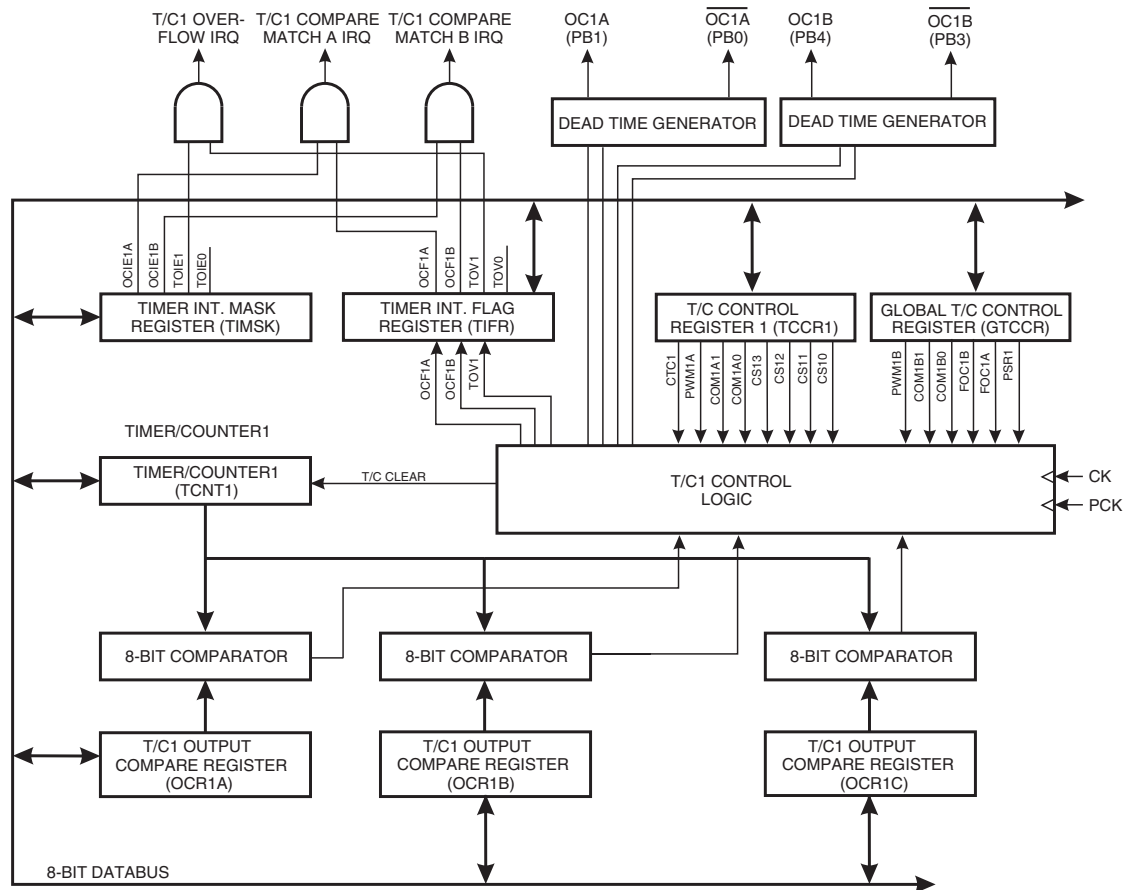 T/C1 OVER-
FLOW IRQ
T/C1 COMPARE
MATCH A IRQ
T/C1 COMPARE
MATCH B IRQ
OC1A
(PB1)
OC1A
(PB0)
OC1B
(PB4)
OC1B
(PB3)
DEAD TIME GENERATOR
DEAD TIME GENERATOR
OCIE1A
OCIE1B
TOIE1
TOIE0
OCF1A
OCF1B
TOV1
TOV0
TIMER INT. MASK
REGISTER (TIMSK)
TIMER INT. FLAG
REGISTER (TIFR)
T/C CONTROL
REGISTER 1 (TCCR1)
GLOBAL T/C CONTROL
REGISTER (GTCCR)
OCF1A
OCF1B
TOV1
CTC1
PWM1A
COM1A1
COM1A0
CS13
CS12
CS11
CS10
PWM1B
COM1B1
COM1B0
FOC1B
FOC1A
PSR1
TIMER/COUNTER1
TIMER/COUNTER1
(TCNT1)
T/C CLEAR
T/C1 CONTROL
LOGIC
CK
PCK
8-BIT COMPARATOR
8-BIT COMPARATOR
8-BIT COMPARATOR
T/C1 OUTPUT
COMPARE REGISTER
(OCR1A)
T/C1 OUTPUT
COMPARE REGISTER
(OCR1B)
T/C1 OUTPUT
COMPARE REGISTER
(OCR1C)
8-BIT DATABUS